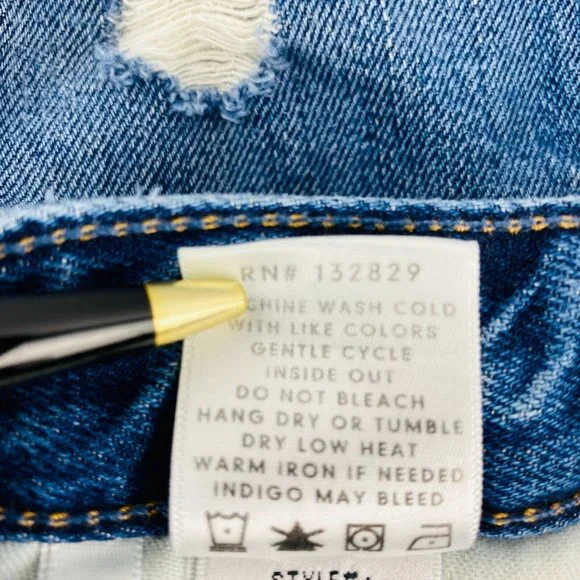 RN# 132829
CHINE WASH COLD
WITH LIKE COLORS
GENTLE CYCLE
INSIDE OUT
DO NOT BLEACH
HANG DRY OR TUMBLE
DRY LOW HEAT
WARM IRON IF NEEDED
INDIGO MAY BLEED
STYLE#: